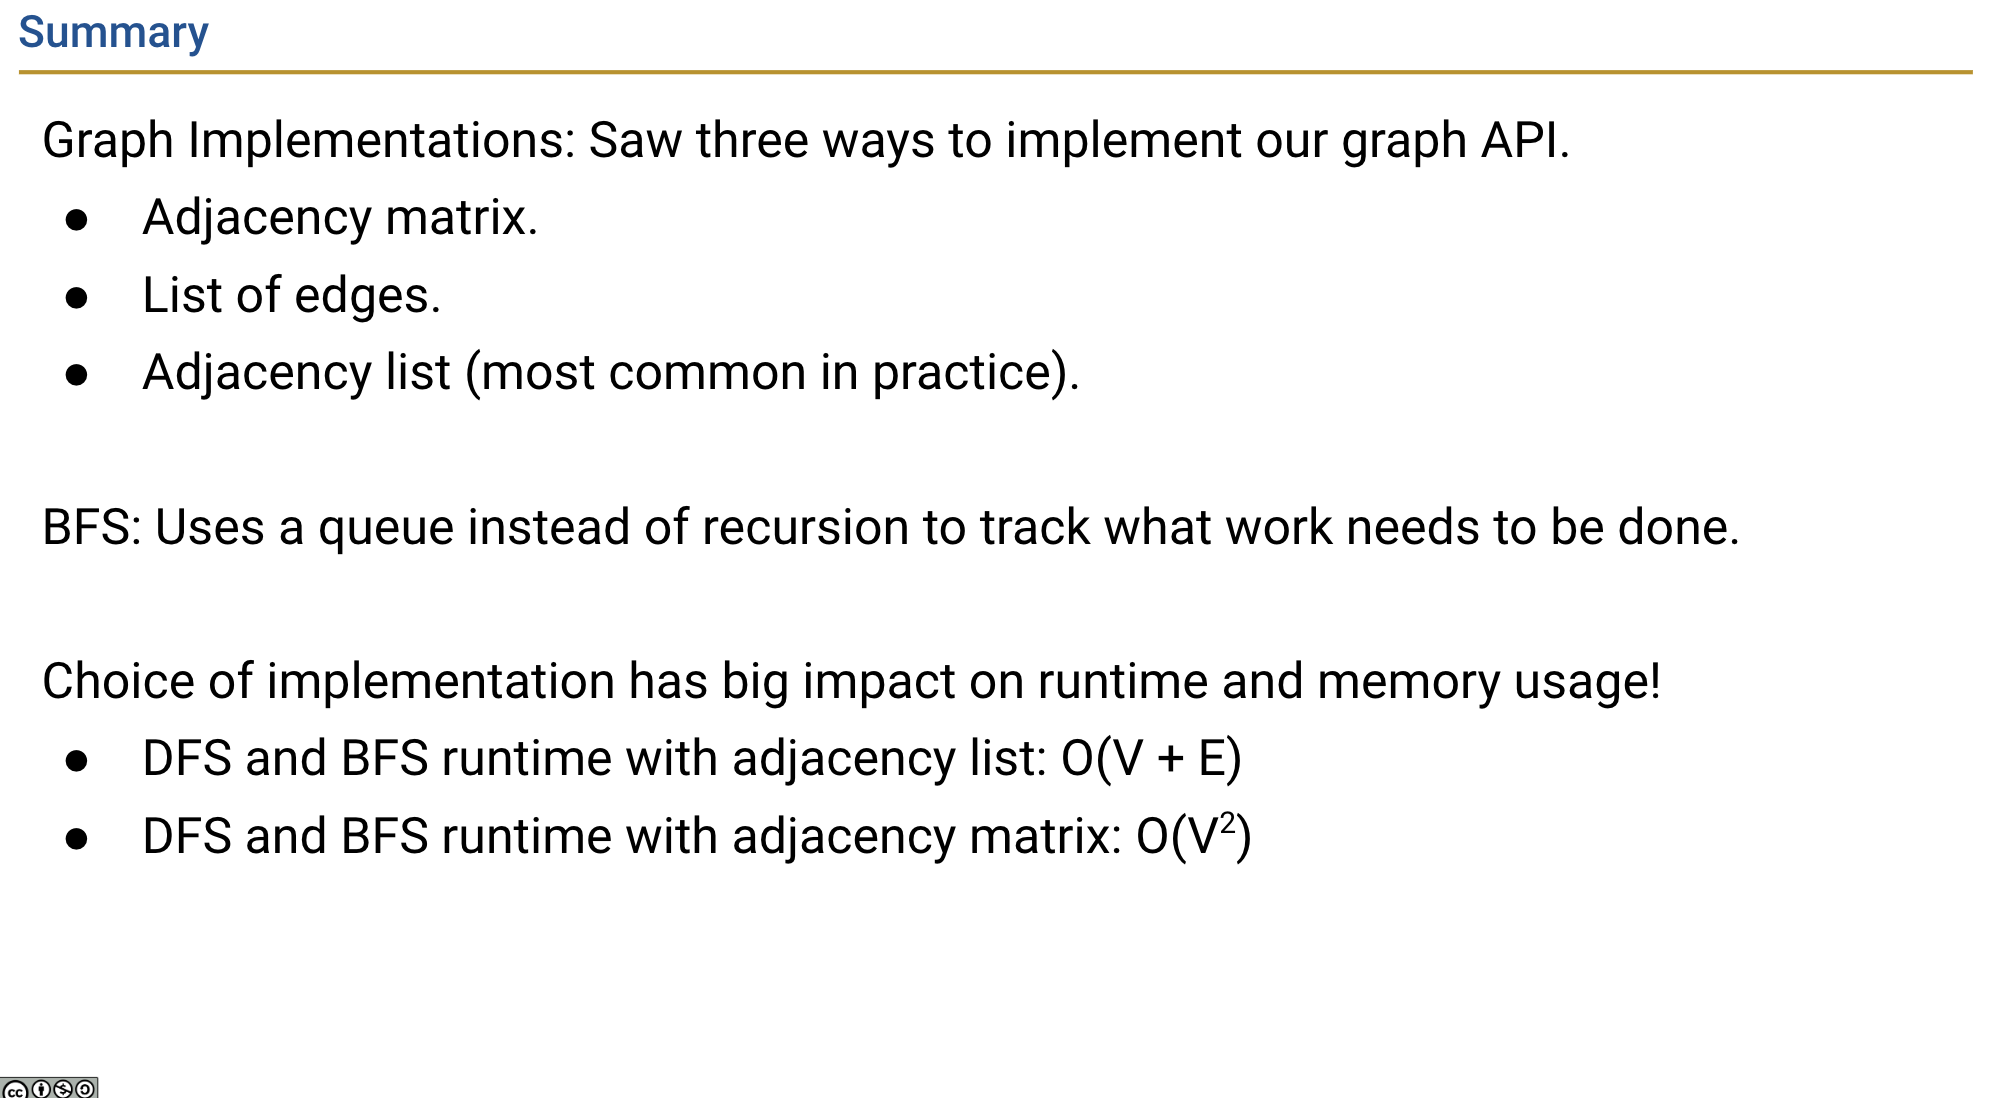 Summary
Graph Implementations: Saw three ways to implement our graph API.
● Adjacency matrix.
● List of edges.
● Adjacency list (most common in practice).
BFS: Uses a queue instead of recursion to track what work needs to be done.
Choice of implementation has big impact on runtime and memory usage!
● DFS and BFS runtime with adjacency list: O(V + E)
● DFS and BFS runtime with adjacency matrix: O(V²)
cc